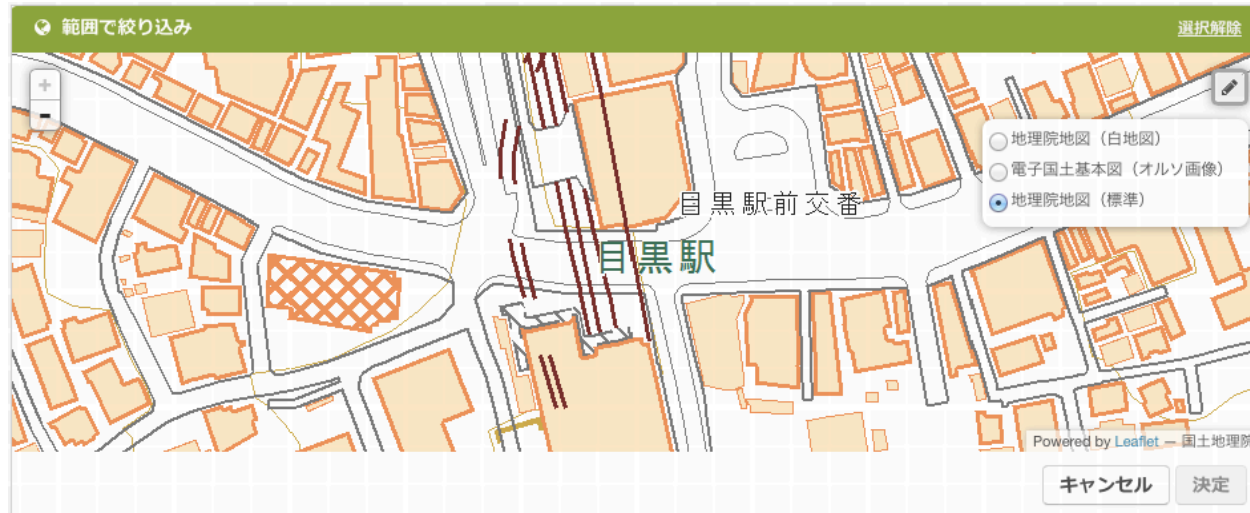 範囲で絞り込み
選択解除
+
-
地理院地図（白地図）
電子国土基本図（オルソ画像）
地理院地図（標準）
目黒駅前交番
目黒駅
Powered by Leaflet — 国土地理院
キャンセル
決定